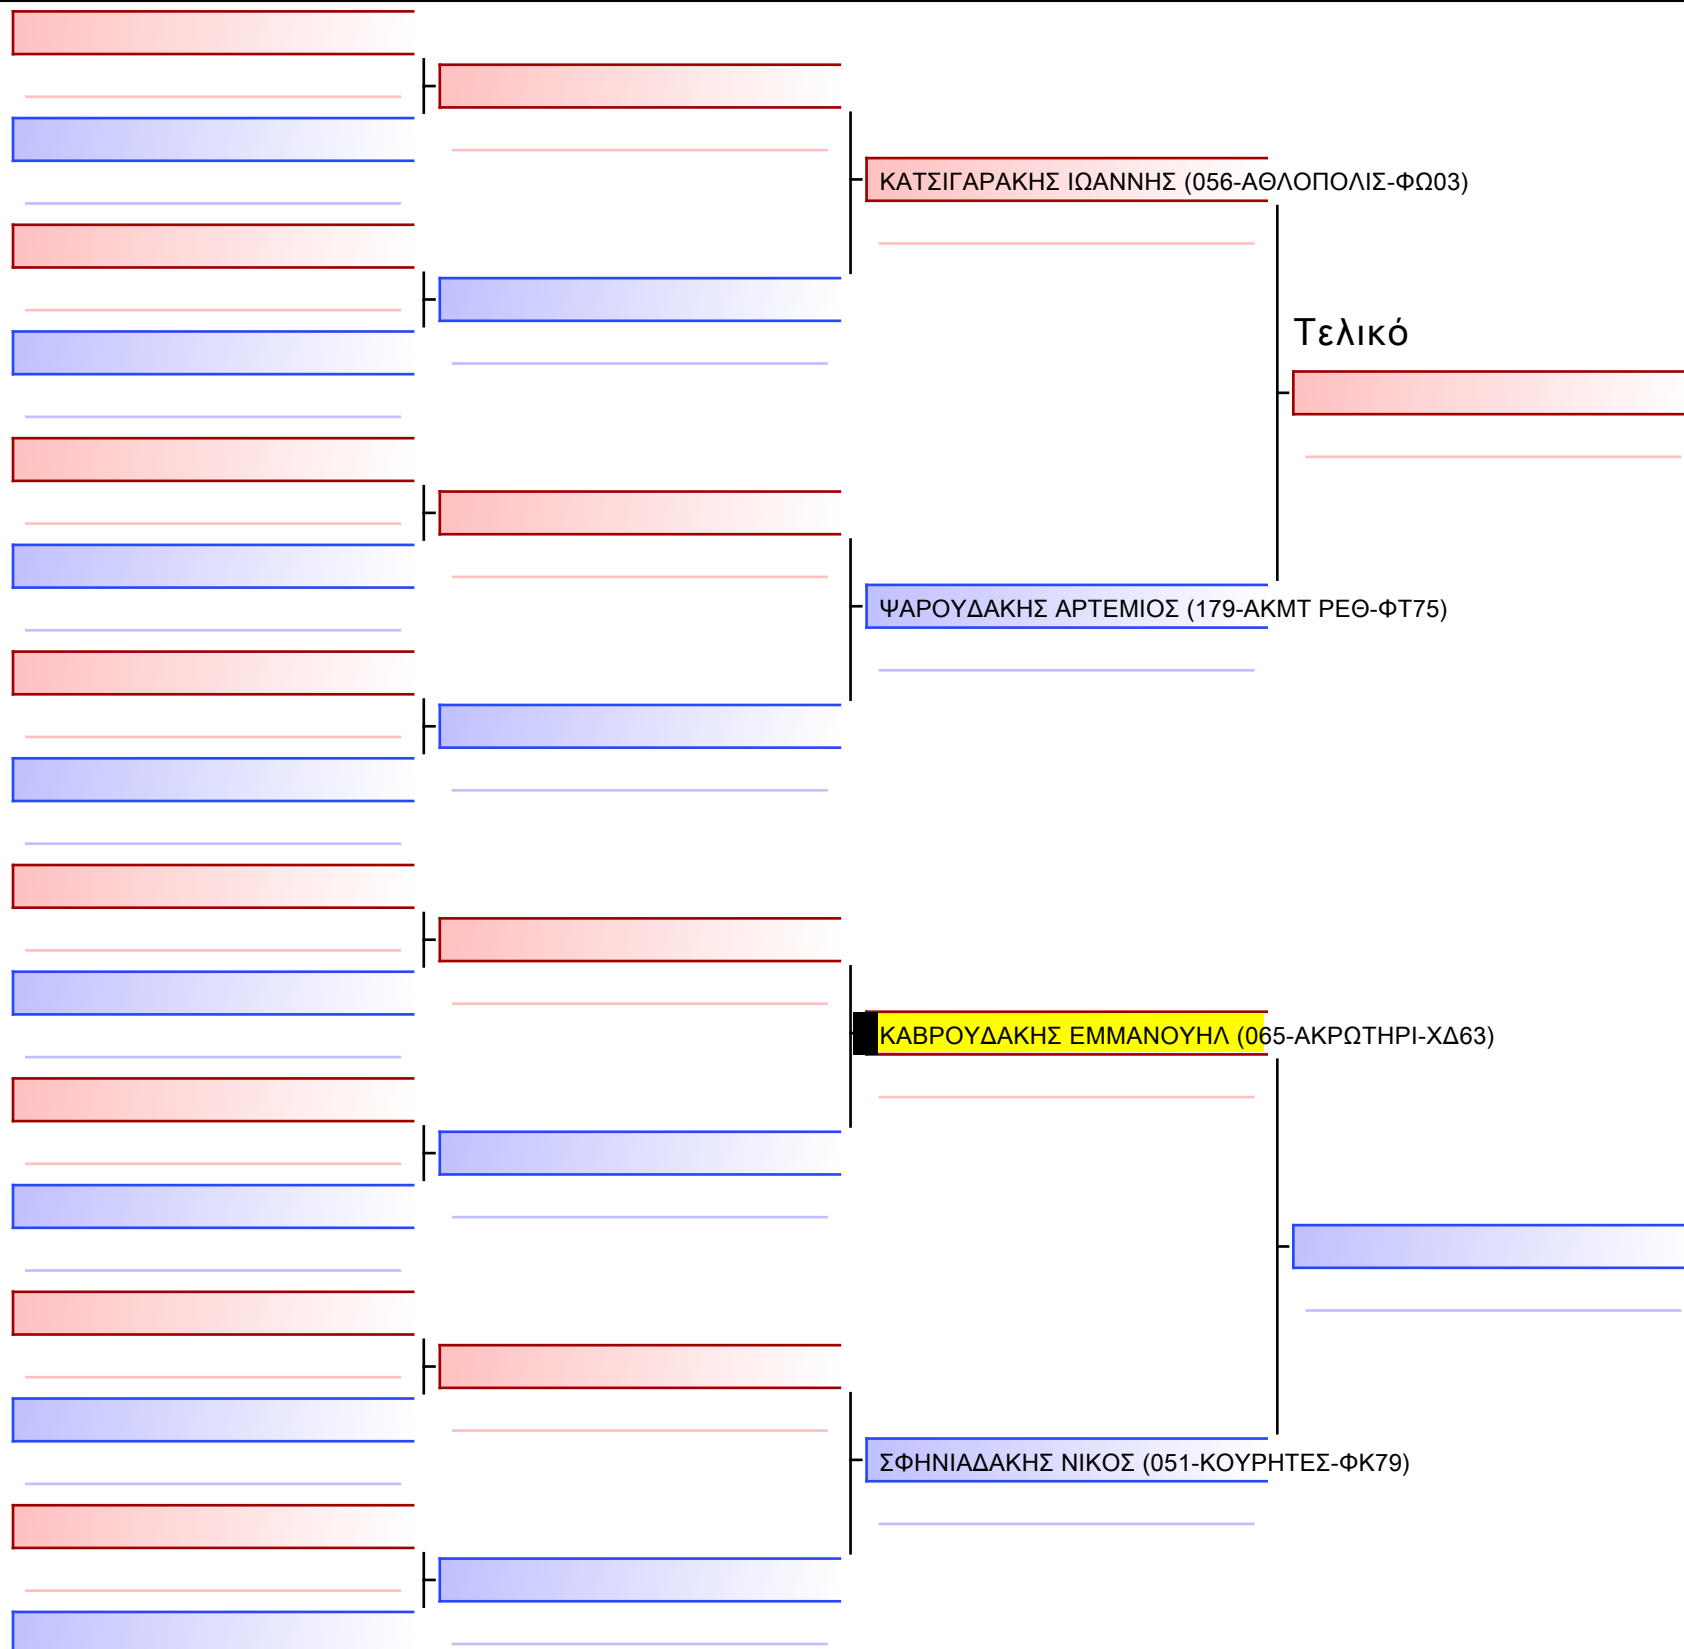 ΚΑΤΣΙΓΑΡΑΚΗΣ ΙΩΑΝΝΗΣ (056-ΑΘΛΟΠΟΛΙΣ-ΦΩ03)
Τελικό
ΨΑΡΟΥΔΑΚΗΣ ΑΡΤΕΜΙΟΣ (179-ΑΚΜΤ ΡΕΘ-ΦΤ75)
ΚΑΒΡΟΥΔΑΚΗΣ ΕΜΜΑΝΟΥΗΛ (065-ΑΚΡΩΤΗΡΙ-ΧΔ63)
ΣΦΗΝΙΑΔΑΚΗΣ ΝΙΚΟΣ (051-ΚΟΥΡΗΤΕΣ-ΦΚ79)